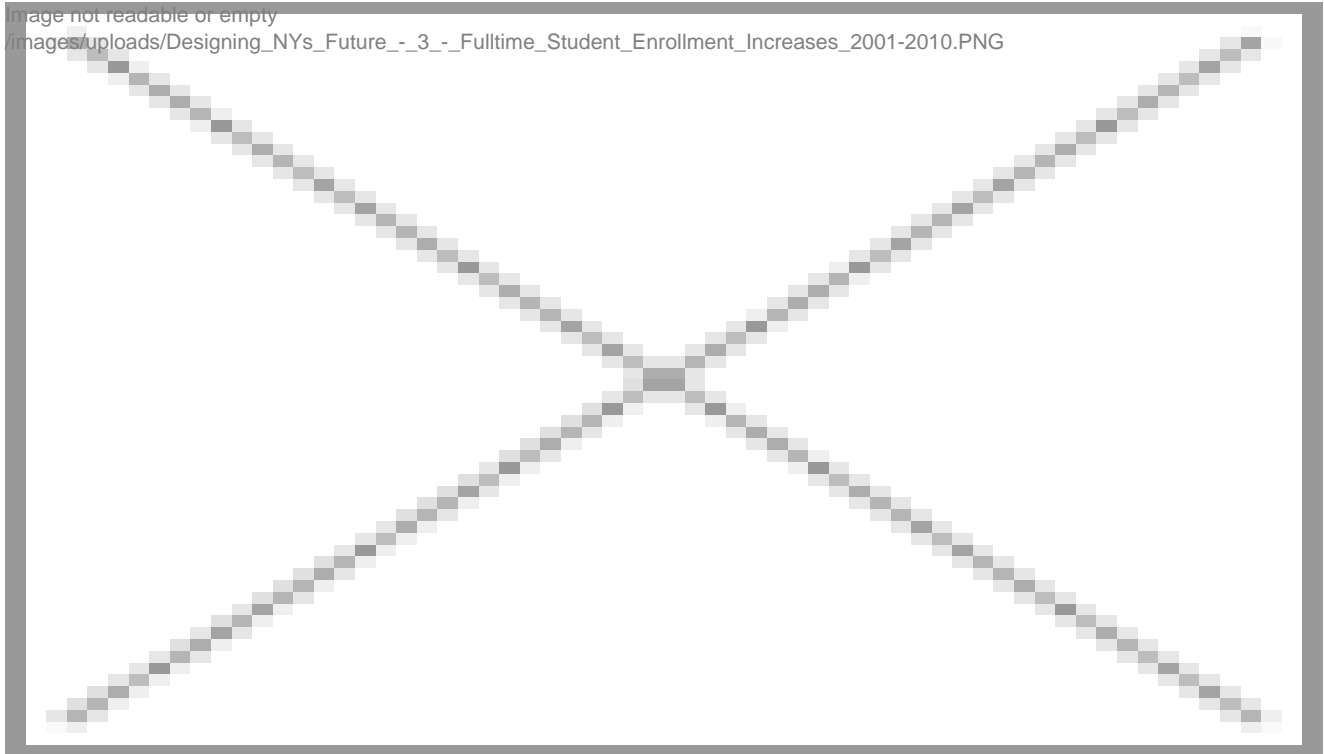 Image not readable or empty
/images/uploads/Designing_NYs_Future_-_3_-_Fulltime_Student_Enrollment_Increases_2001-2010.PNG